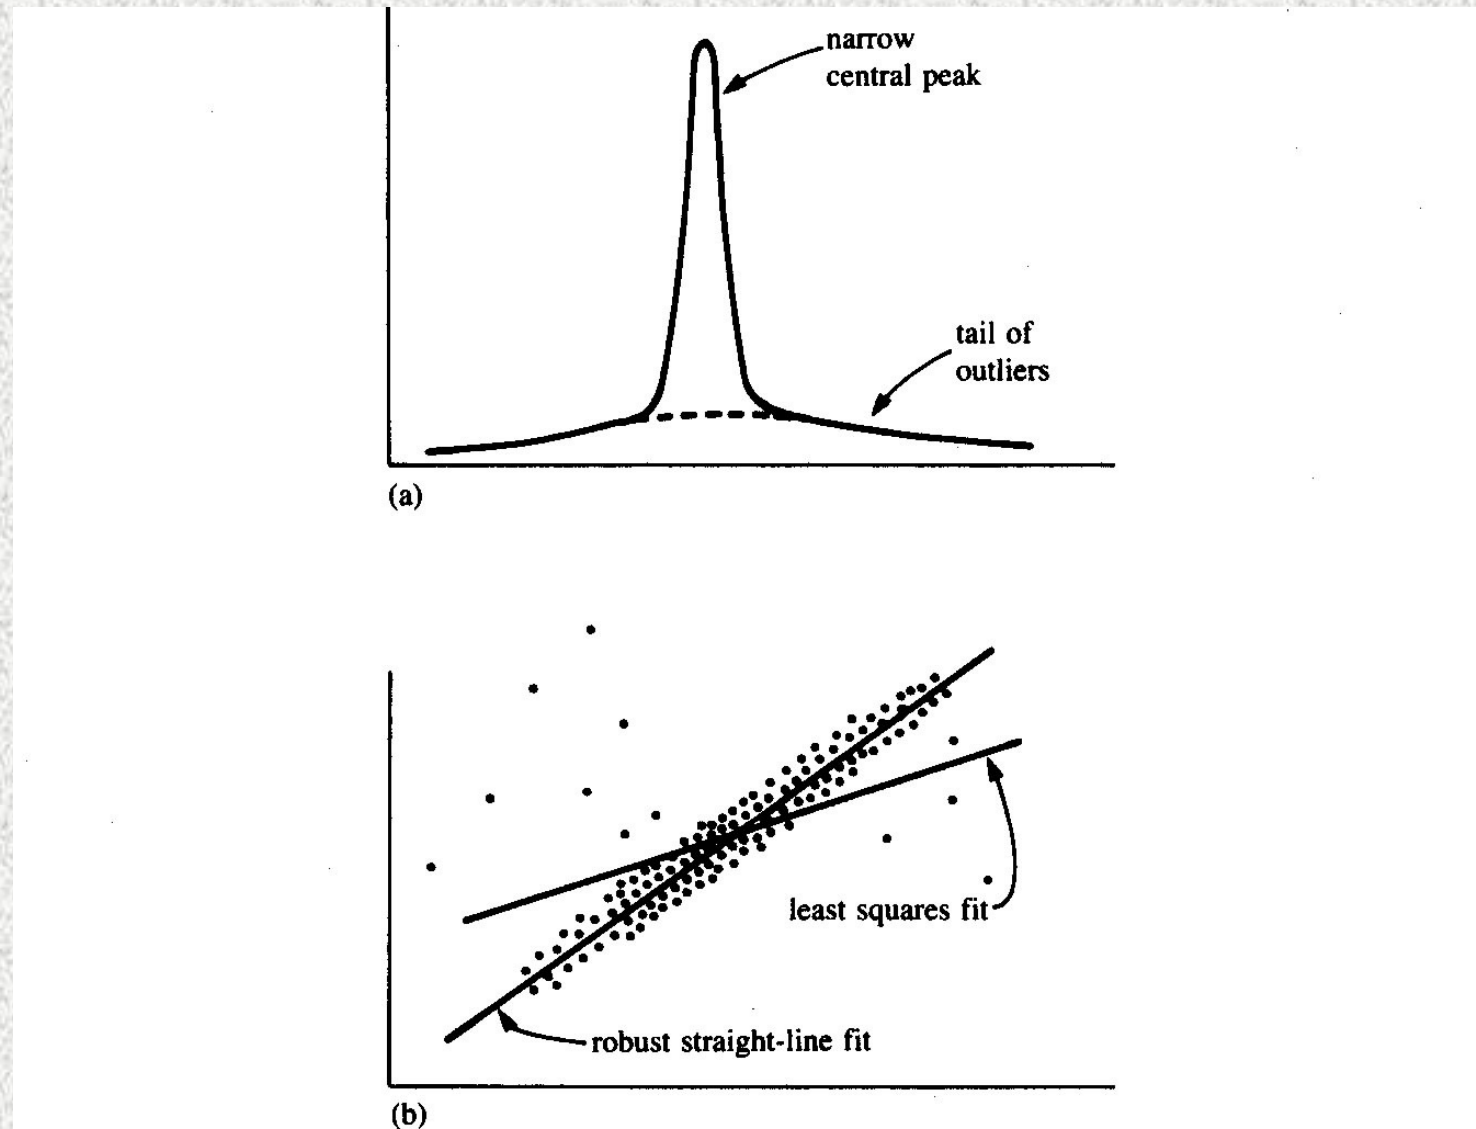 narrow
central peak
tail of
outliers
(a)
least squares fit
robust straight-line fit
(b)